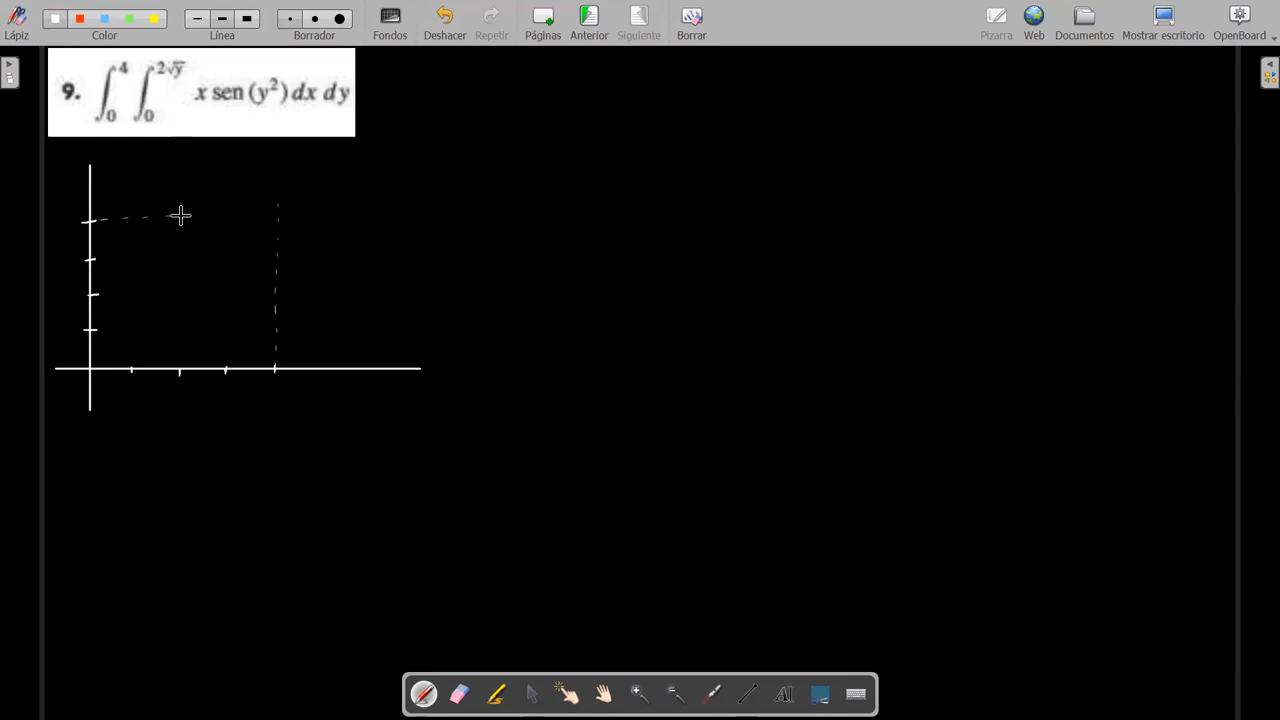 Lápiz
Color
Línea
Borrador
Fondos
Deshacer
Repetir
Páginas
Anterior
Siguiente
Borrar
Pizarra
Web
Documentos
Mostrar escritorio
OpenBoard
9. ∫₀⁴ ∫₀^{2√y} x sen (y²) dx dy
AI